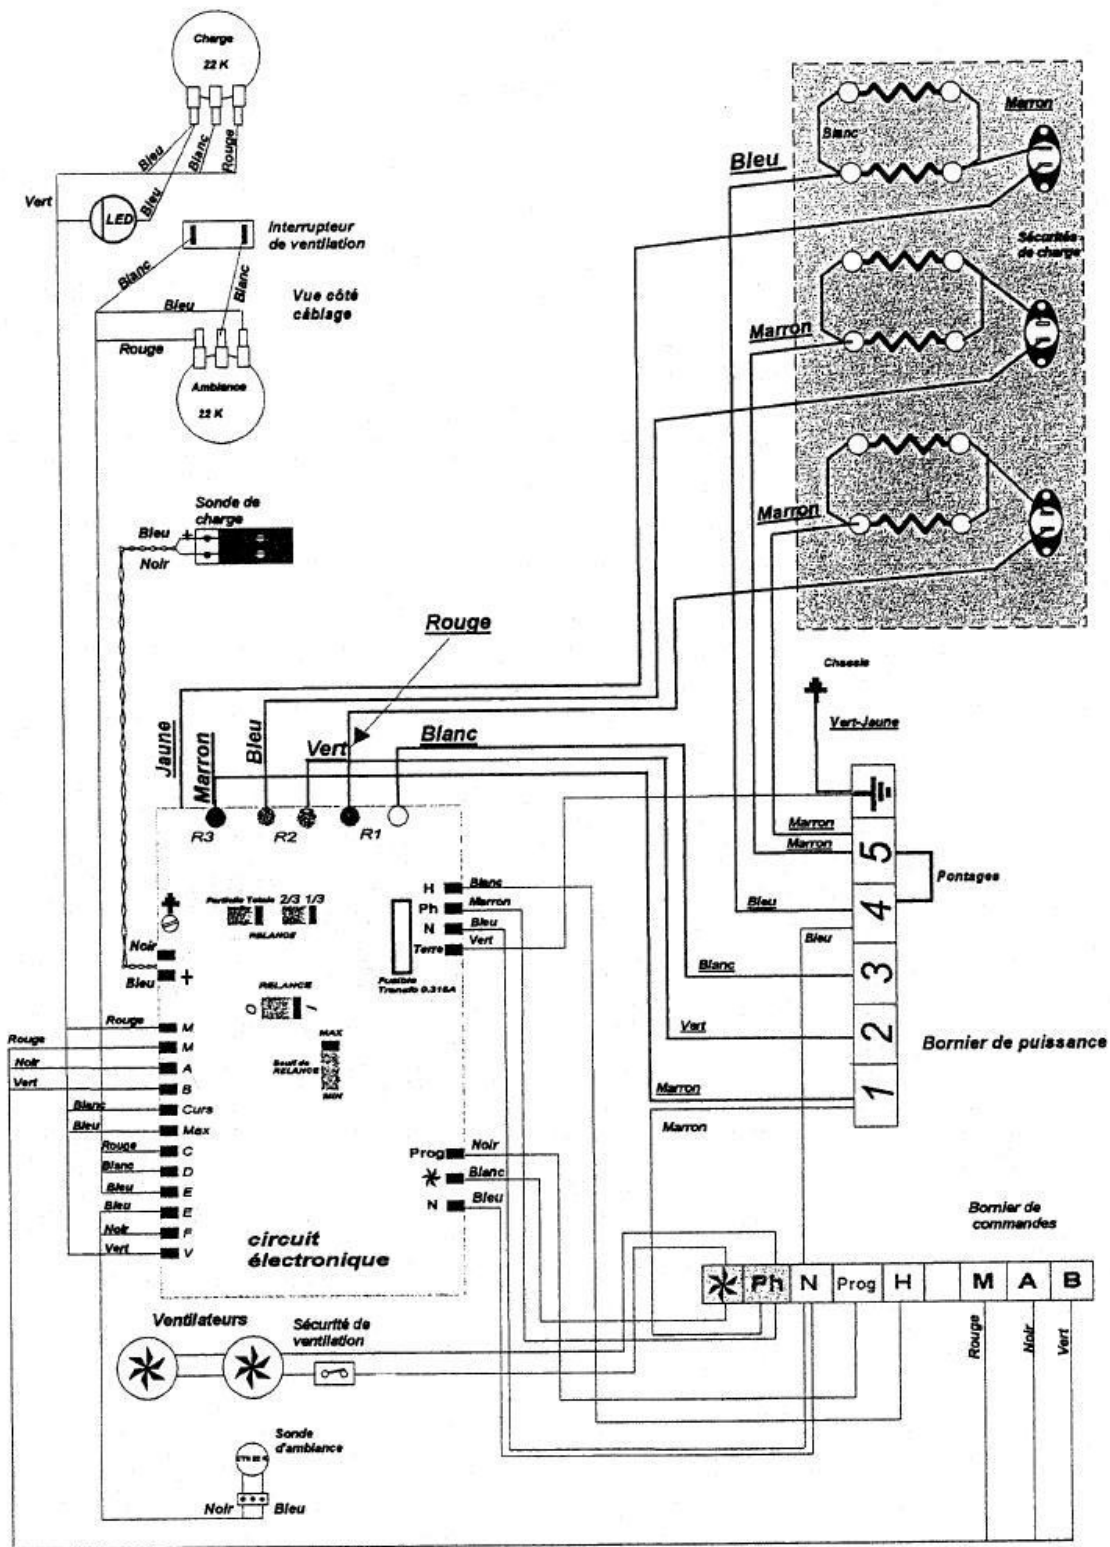 Charge
22 K
Bleu
Blanc
Rouge
Vert
LED
Bleu
Interrupteur
de ventilation
Blanc
Blanc
Bleu
Vue côté
câblage
Rouge
Ambiance
22 K
Marron
Blanc
Bleu
Sécurités
de charge
Marron
Marron
Sonde de
charge
Bleu
+
Noir
Rouge
Chassis
Vert-Jaune
Jaune
Marron
Bleu
Vert
Blanc
R3
R2
R1
Marron
Marron
5
Pontages
Bleu
4
Bleu
Blanc
3
Vert
2
Bornier de puissance
Marron
1
Marron
H
Blanc
Ph
Marron
N
Bleu
Terre
Vert
Partielle Totale 2/3 1/3
RELANCE
Fusible
Transfo 0.315A
Noir
Bleu
+
RELANCE
O
I
MAX
Seuil de
RELANCE
MIN
Rouge
M
Rouge
M
Noir
A
Vert
B
Blanc
Curs
Bleu
Max
Rouge
C
Blanc
D
Bleu
E
Bleu
E
Noir
F
Vert
V
Prog
Noir
Blanc
N
Bleu
circuit
électronique
Bornier de
commandes
Ph N Prog H M A B
Rouge
Noir
Vert
Ventilateurs
Sécurité de
ventilation
Sonde
d'ambiance
Noir
Bleu